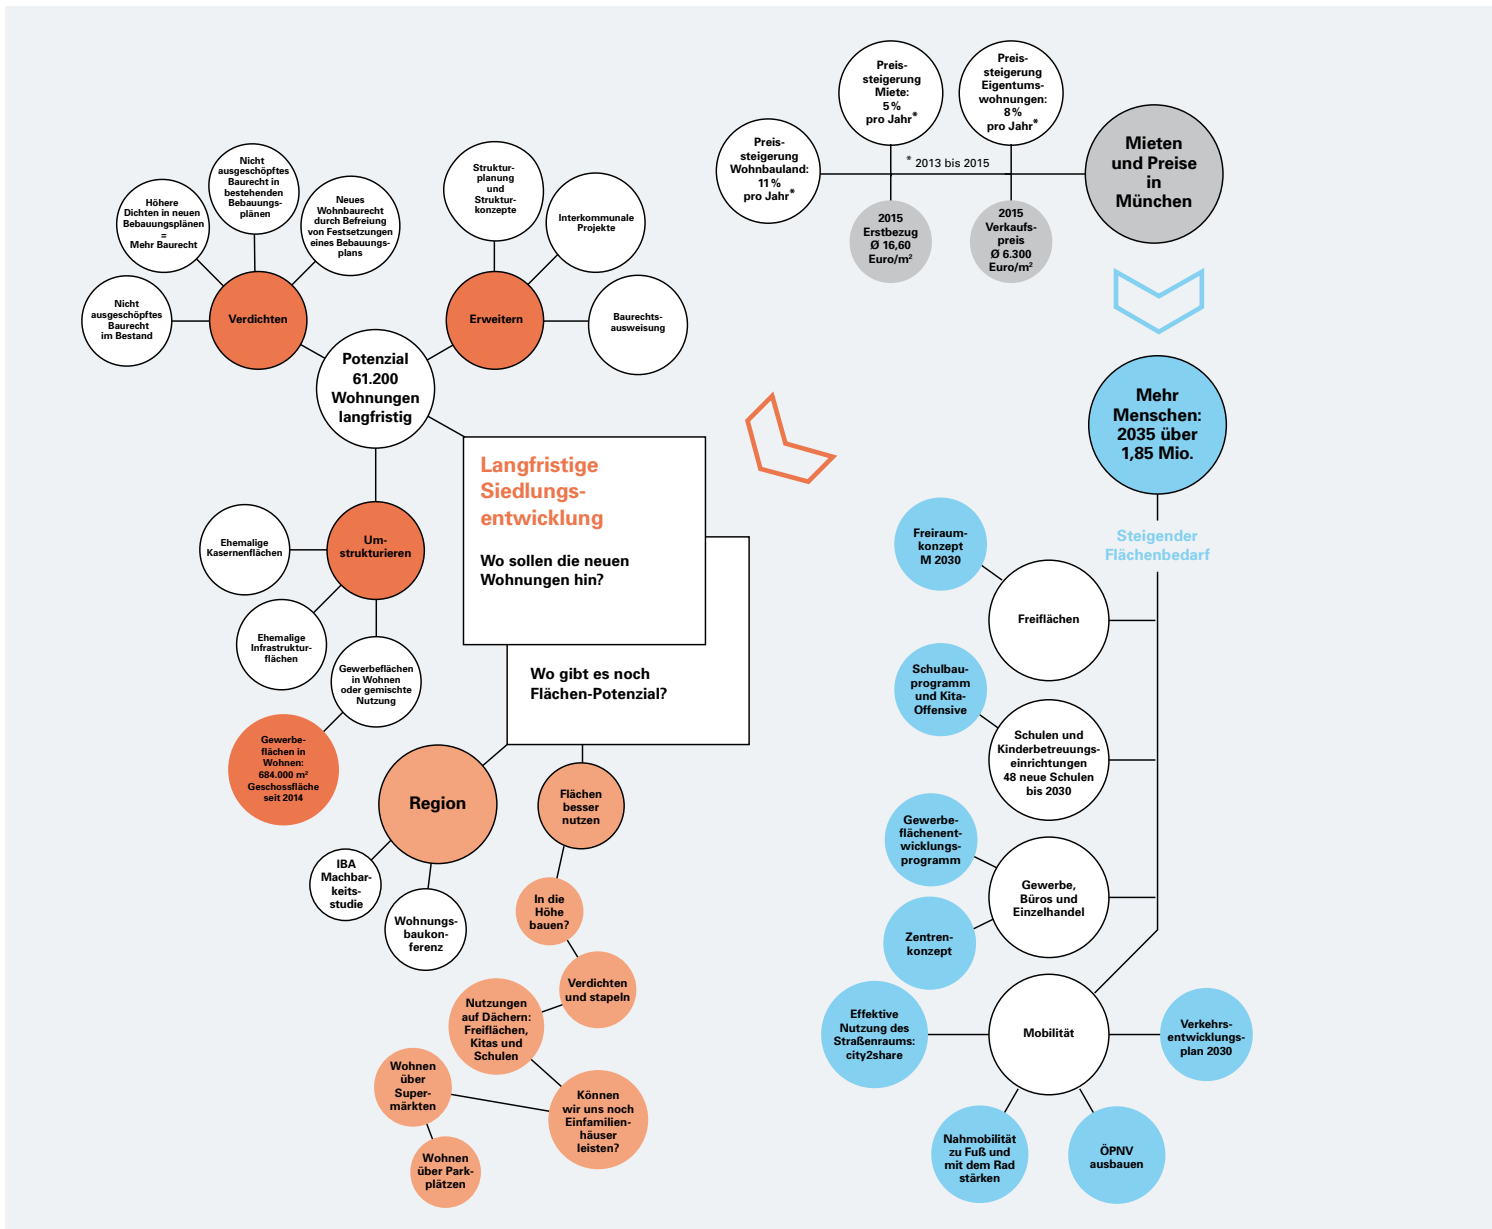 Preis-
steigerung
Miete:
5 %
pro Jahr*
Preis-
steigerung
Eigentums-
wohnungen:
8 %
pro Jahr*
Preis-
steigerung
Wohnbauland:
11 %
pro Jahr*
* 2013 bis 2015
Mieten
und Preise
in
München
2015
Erstbezug
Ø 16,60
Euro/m²
2015
Verkaufs-
preis
Ø 6.300
Euro/m²
Nicht
ausgeschöpftes
Baurecht in
bestehenden
Bebauungs-
plänen
Höhere
Dichten in neuen
Bebauungsplänen
=
Mehr Baurecht
Neues
Wohnbaurecht
durch Befreiung
von Festsetzungen
eines Bebauungs-
plans
Nicht
ausgeschöpftes
Baurecht
im Bestand
Verdichten
Struktur-
planung
und
Struktur-
konzepte
Interkommunale
Projekte
Erweitern
Baurechts-
ausweisung
Potenzial
61.200
Wohnungen
langfristig
Langfristige
Siedlungs-
entwicklung
Wo sollen die neuen
Wohnungen hin?
Wo gibt es noch
Flächen-Potenzial?
Um-
strukturieren
Ehemalige
Kasernenflächen
Ehemalige
Infrastruktur-
flächen
Gewerbeflächen
in Wohnen
oder gemischte
Nutzung
Gewerbe-
flächen in
Wohnen:
684.000 m²
Geschossfläche
seit 2014
Region
IBA
Machbar-
keits-
studie
Wohnungs-
baukon-
ferenz
Flächen
besser
nutzen
In die
Höhe
bauen?
Verdichten
und stapeln
Nutzungen
auf Dächern:
Freiflächen,
Kitas und
Schulen
Können
wir uns noch
Einfamilien-
häuser
leisten?
Wohnen
über
Super-
märkten
Wohnen
über Park-
plätzen
Mehr
Menschen:
2035 über
1,85 Mio.
Steigender
Flächenbedarf
Freiraum-
konzept
M 2030
Freiflächen
Schulbau-
programm
und Kita-
Offensive
Schulen und
Kinderbetreuungs-
einrichtungen
48 neue Schulen
bis 2030
Gewerbe-
flächenent-
wicklungs-
programm
Gewerbe,
Büros und
Einzelhandel
Zentren-
konzept
Effektive
Nutzung des
Straßenraums:
city2share
Mobilität
Verkehrs-
entwicklungs-
plan 2030
Nahmobilität
zu Fuß und
mit dem Rad
stärken
ÖPNV
ausbauen